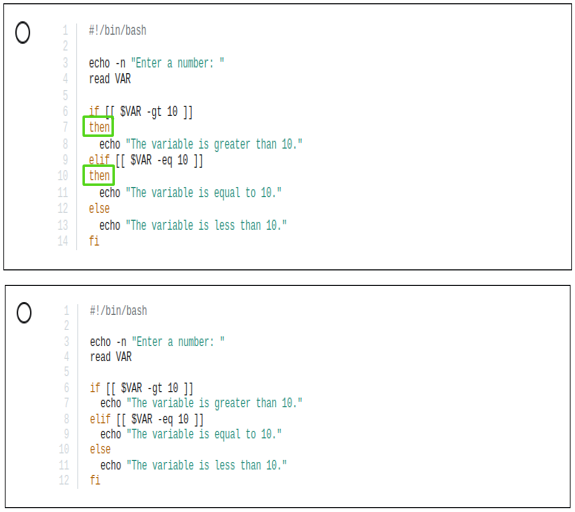 1 #!/bin/bash
2
3 echo -n "Enter a number: "
4 read VAR
5
6 if [[ $VAR -gt 10 ]]
7 then
8 echo "The variable is greater than 10."
9 elif [[ $VAR -eq 10 ]]
10 then
11 echo "The variable is equal to 10."
12 else
13 echo "The variable is less than 10."
14 fi
1 #!/bin/bash
2
3 echo -n "Enter a number: "
4 read VAR
5
6 if [[ $VAR -gt 10 ]]
7 echo "The variable is greater than 10."
8 elif [[ $VAR -eq 10 ]]
9 echo "The variable is equal to 10."
10 else
11 echo "The variable is less than 10."
12 fi